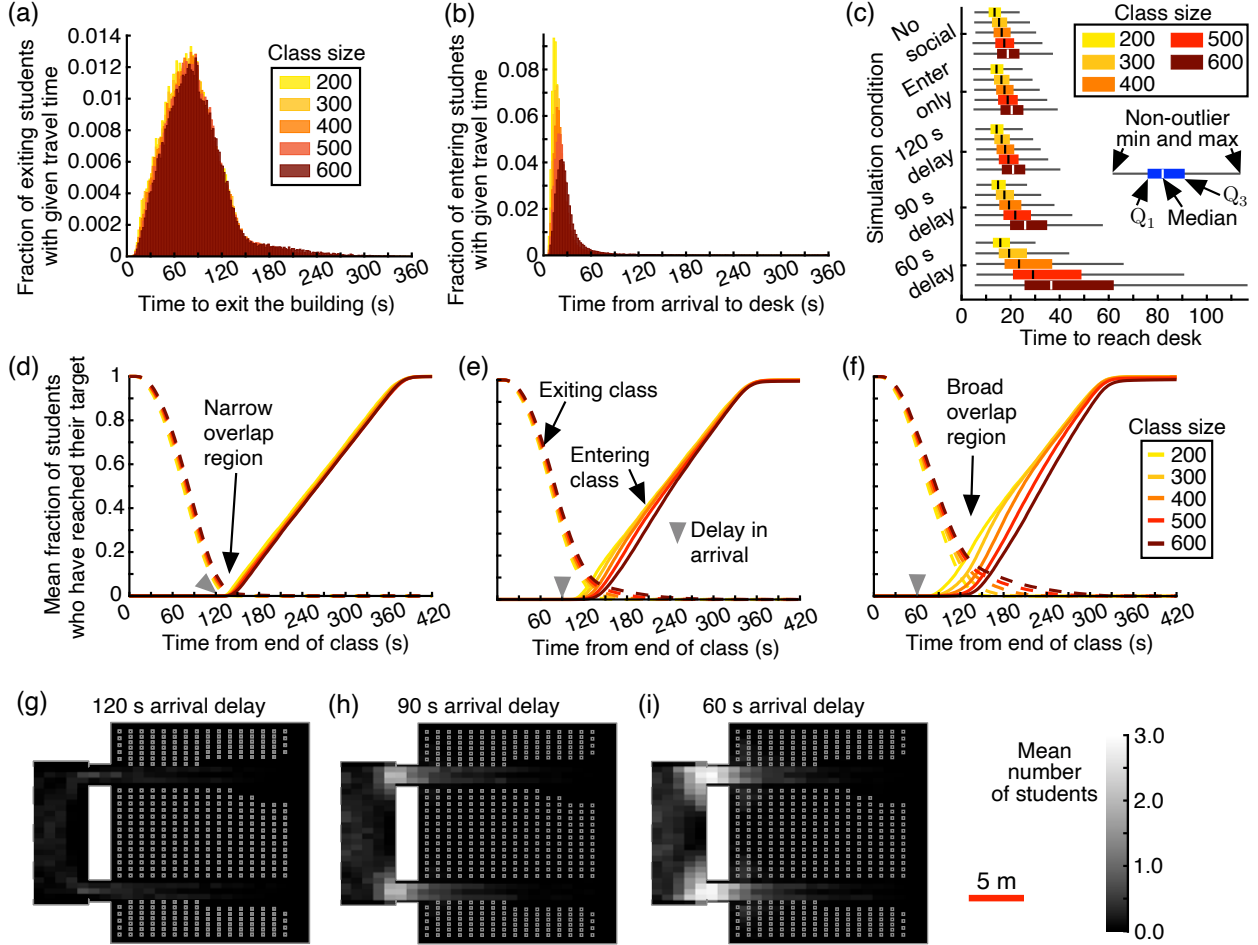 (a)
Fraction of exiting students
with given travel time
0.014
0.012
0.01
0.008
0.006
0.004
0.002
0
0
60
120
180
240
300
360
Time to exit the building (s)
Class size
200
300
400
500
600
(b)
Fraction of entering studnets
with given travel time
0.08
0.06
0.04
0.02
0
0
60
120
180
240
300
360
Time from arrival to desk (s)
(c)
Simulation condition
No
social
Enter
only
120 s
delay
90 s
delay
60 s
delay
0
20
40
60
80
100
Time to reach desk
Class size
200
300
400
500
600
Non-outlier
min and max
Q1
Median
Q3
(d)
Mean fraction of students
who have reached their target
1
0.8
0.6
0.4
0.2
0
0
60
120
180
240
300
360
420
Time from end of class (s)
Narrow
overlap
region
(e)
Exiting class
Entering
class
Delay in
arrival
60
120
180
240
300
360
420
Time from end of class (s)
(f)
Broad
overlap
region
Class size
200
300
400
500
600
0
60
120
180
240
300
360
420
Time from end of class (s)
(g)
120 s arrival delay
(h)
90 s arrival delay
(i)
60 s arrival delay
Mean
number
of students
3.0
2.0
1.0
0.0
5 m